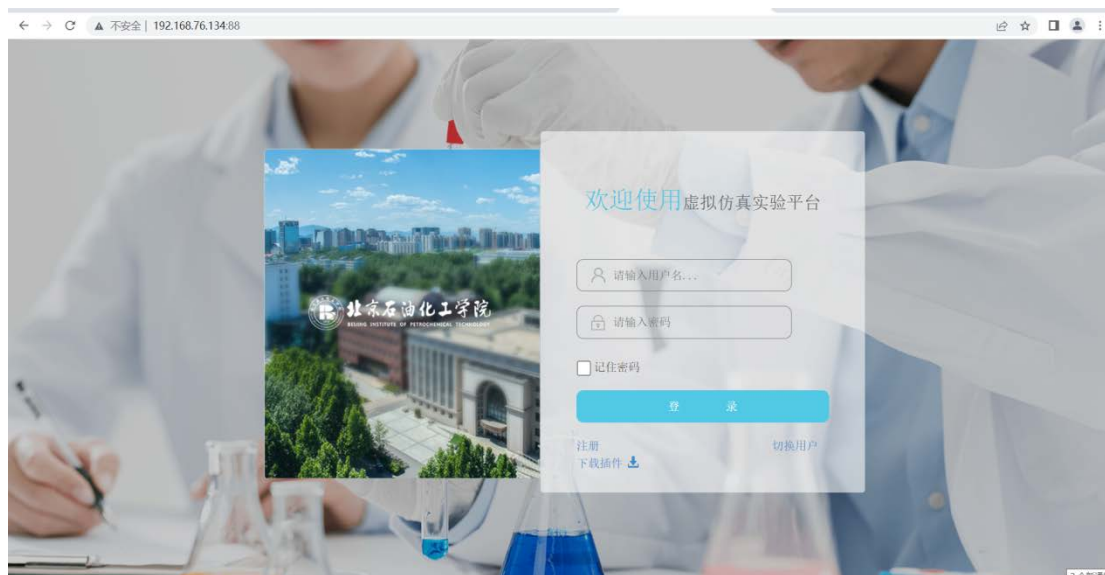 不安全 | 192.168.76.134:88
欢迎使用虚拟仿真实验平台
请输入用户名...
请输入密码
北京石油化工学院
BEIJING INSTITUTE OF PETROCHEMICAL TECHNOLOGY
记住密码
登 录
注册 切换用户
下载插件